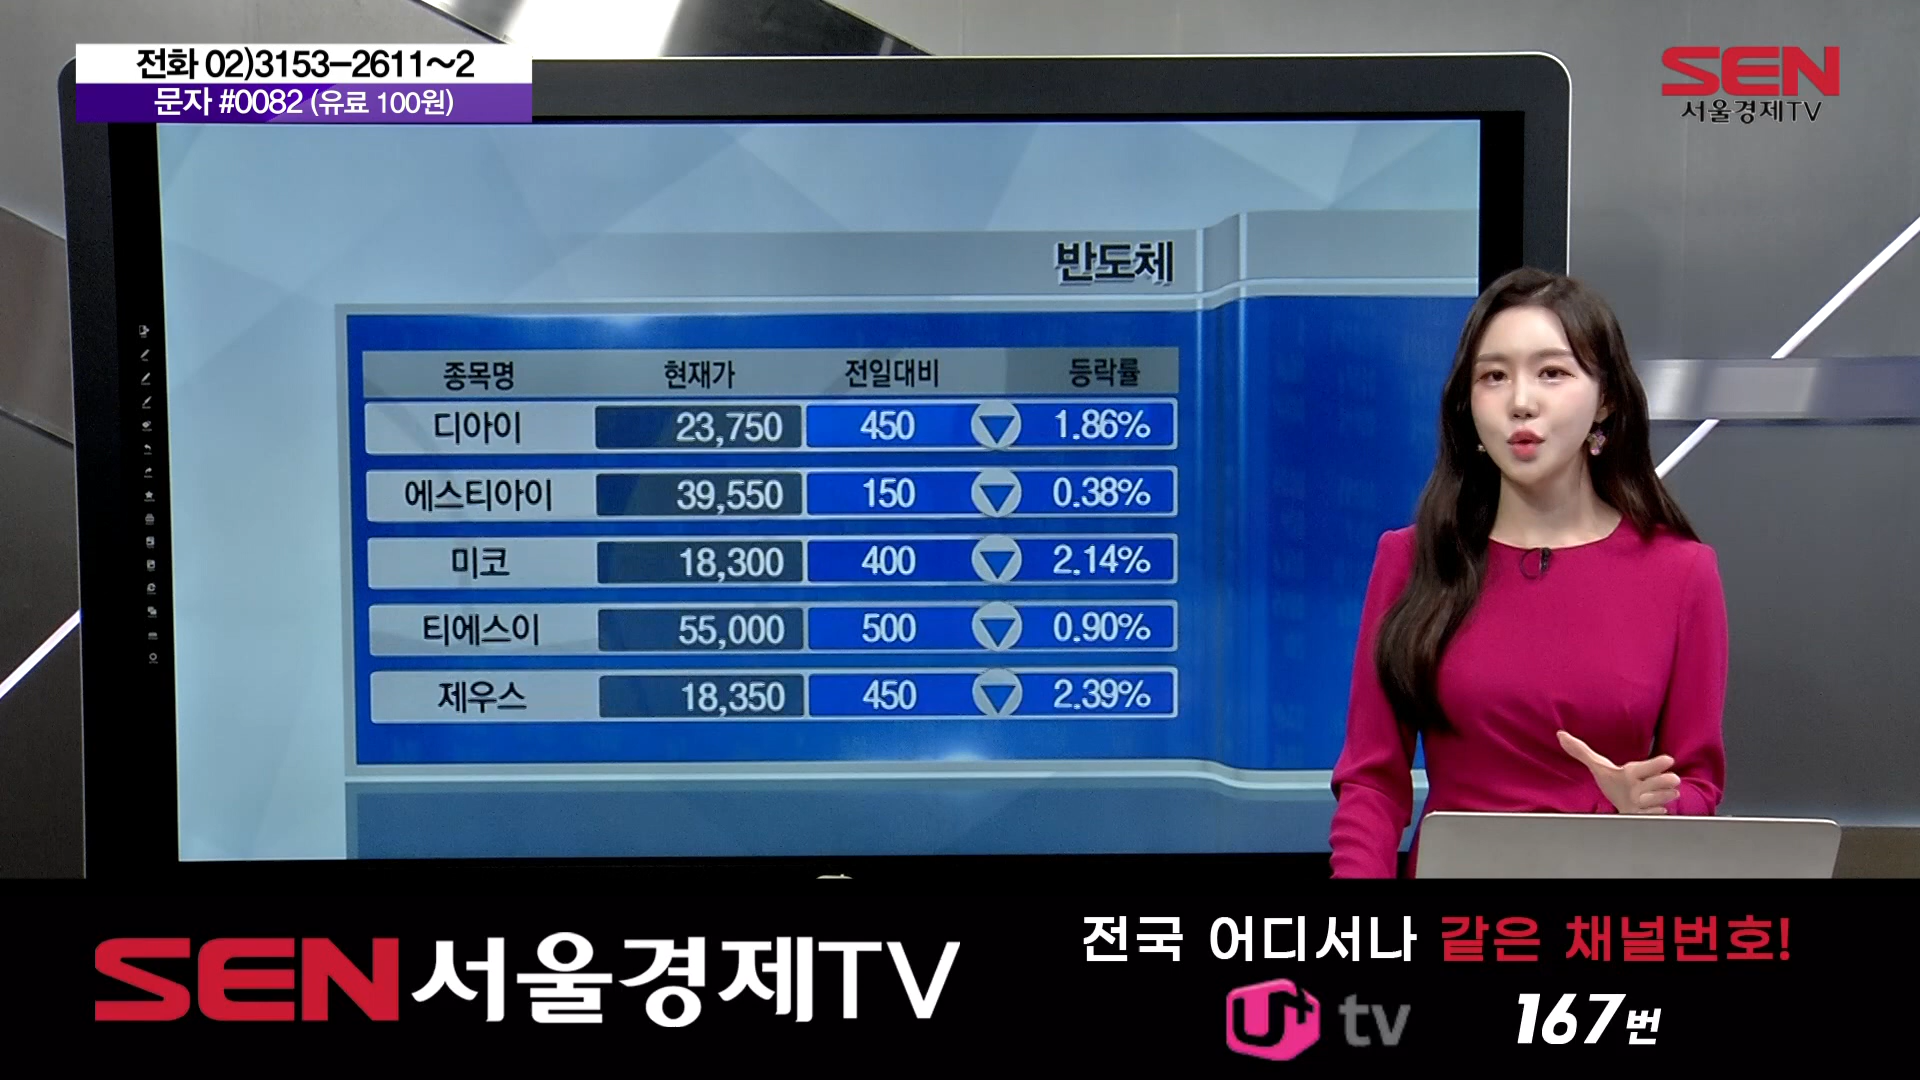 전화 02)3153-2611~2
문자 #0082 (유료 100원)
SEN
서울경제TV
반도체
종목명 현재가 전일대비 등락률
디아이 23,750 450 ▼ 1.86%
에스티아이 39,550 150 ▼ 0.38%
미코 18,300 400 ▼ 2.14%
티에스이 55,000 500 ▼ 0.90%
제우스 18,350 450 ▼ 2.39%
SEN 서울경제TV
전국 어디서나 같은 채널번호!
U+ tv 167번